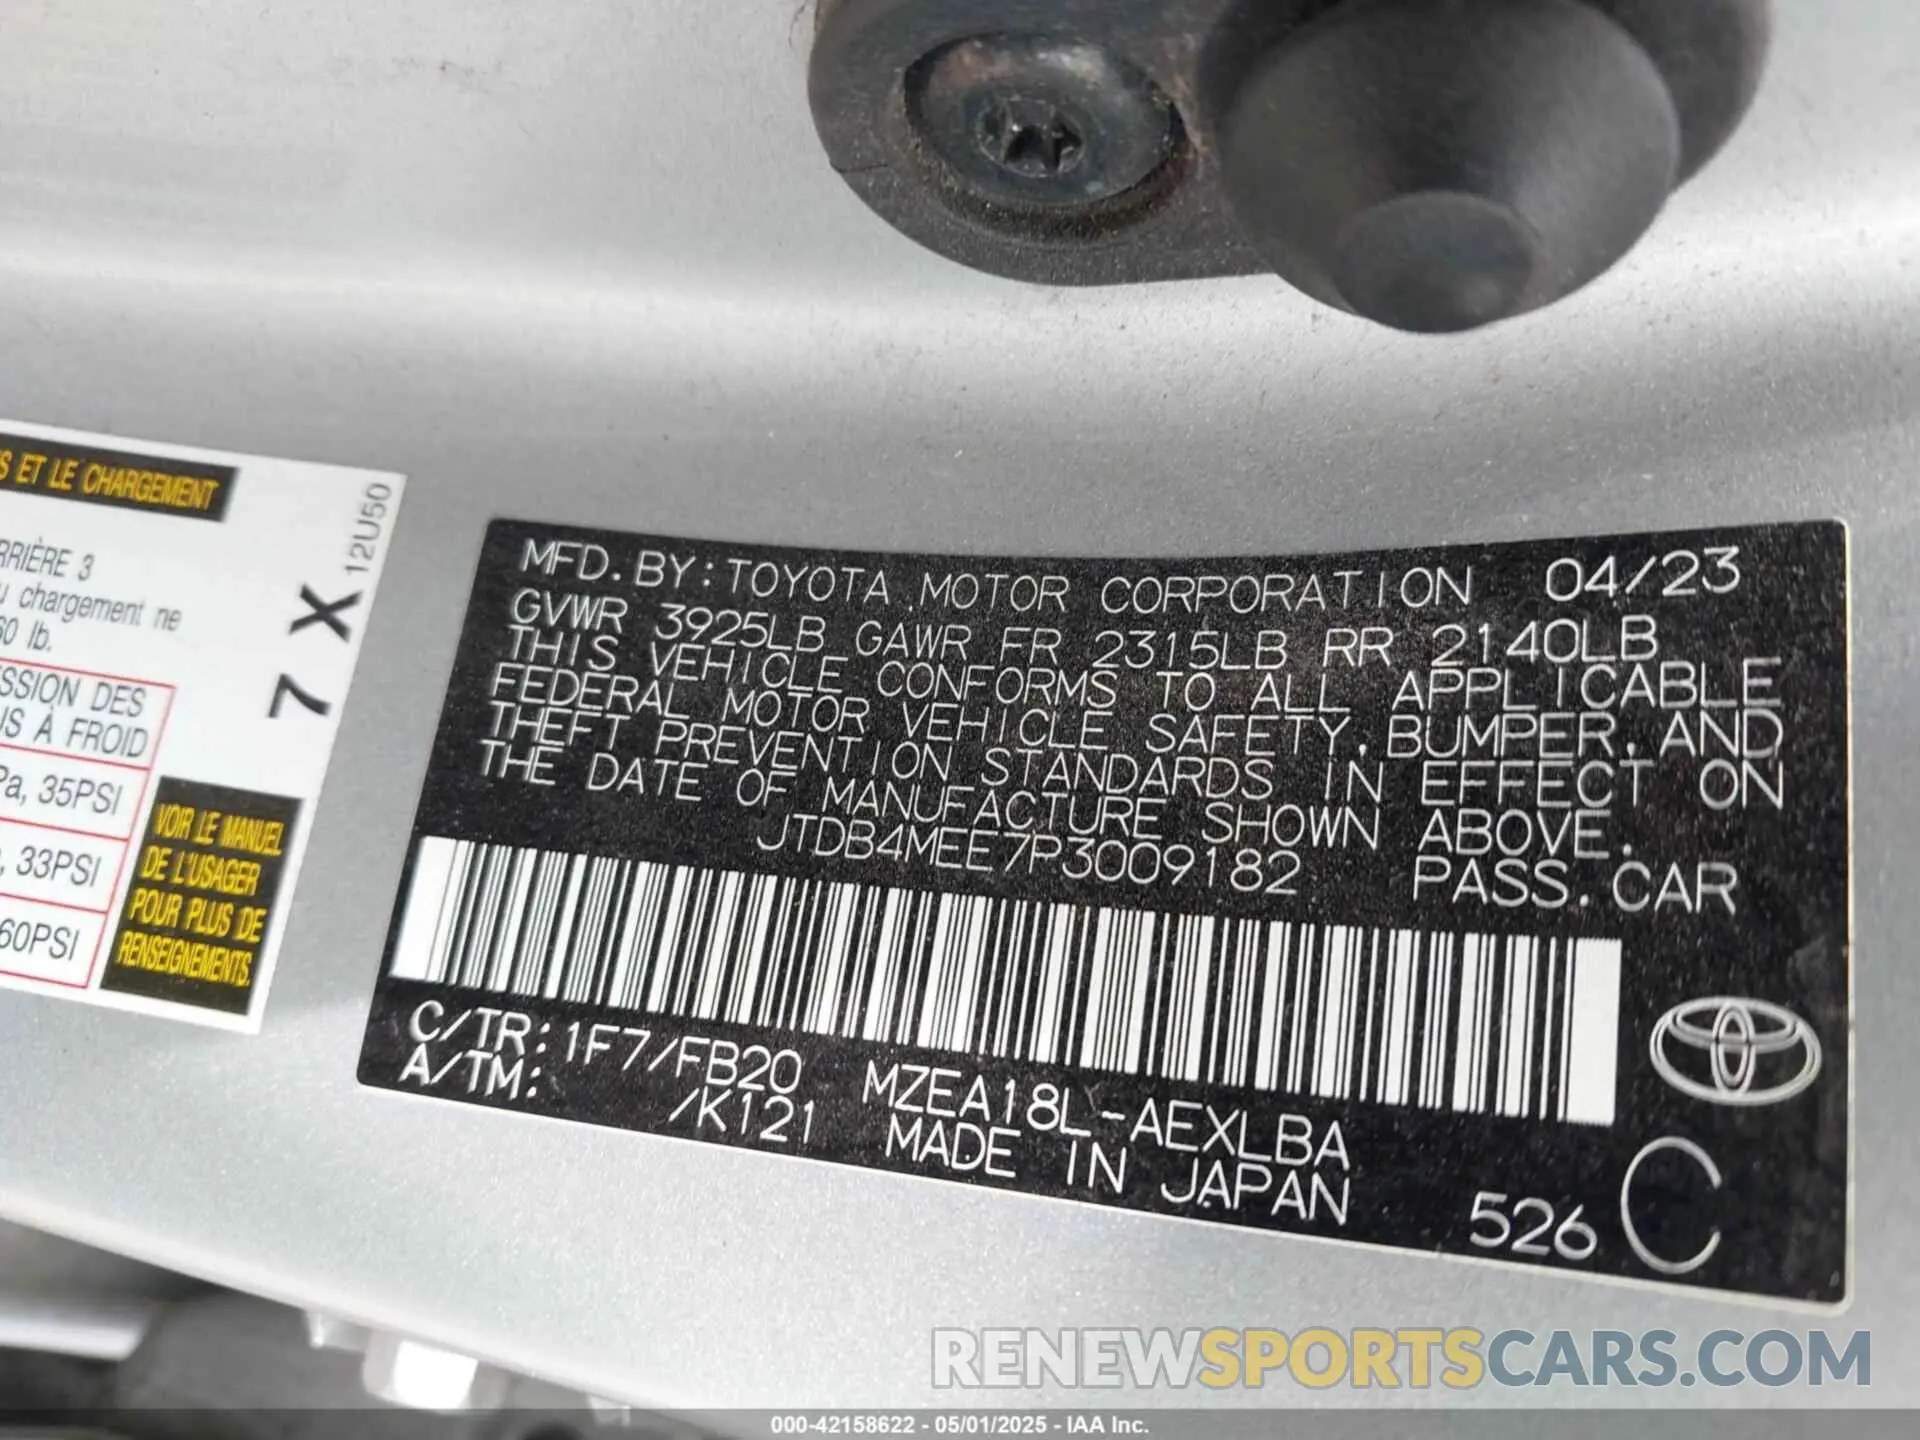 S ET LE CHARGEMENT
RRIÈRE 3
chargement ne
60 lb.
SSION DES
US À FROID
Pa, 35PSI
, 33PSI
60PSI
7 X
12U50
VOIR LE MANUEL
DE L'USAGER
POUR PLUS DE
RENSEIGNEMENTS.
MFD. BY: TOYOTA MOTOR CORPORATION 04/23
GVWR 3925LB GAWR FR 2315LB RR 2140LB
THIS VEHICLE CONFORMS TO ALL APPLICABLE
FEDERAL MOTOR VEHICLE SAFETY, BUMPER, AND
THEFT PREVENTION STANDARDS IN EFFECT ON
THE DATE OF MANUFACTURE SHOWN ABOVE.
JTDB4MEE7P3009182 PASS. CAR
C/TR: 1F7/FB20 MZEA18L-AEXLBA
A/TM: /K121 MADE IN JAPAN
526 C
RENEWSPORTSCARS.COM
000-42158622 - 05/01/2025 - IAA Inc.